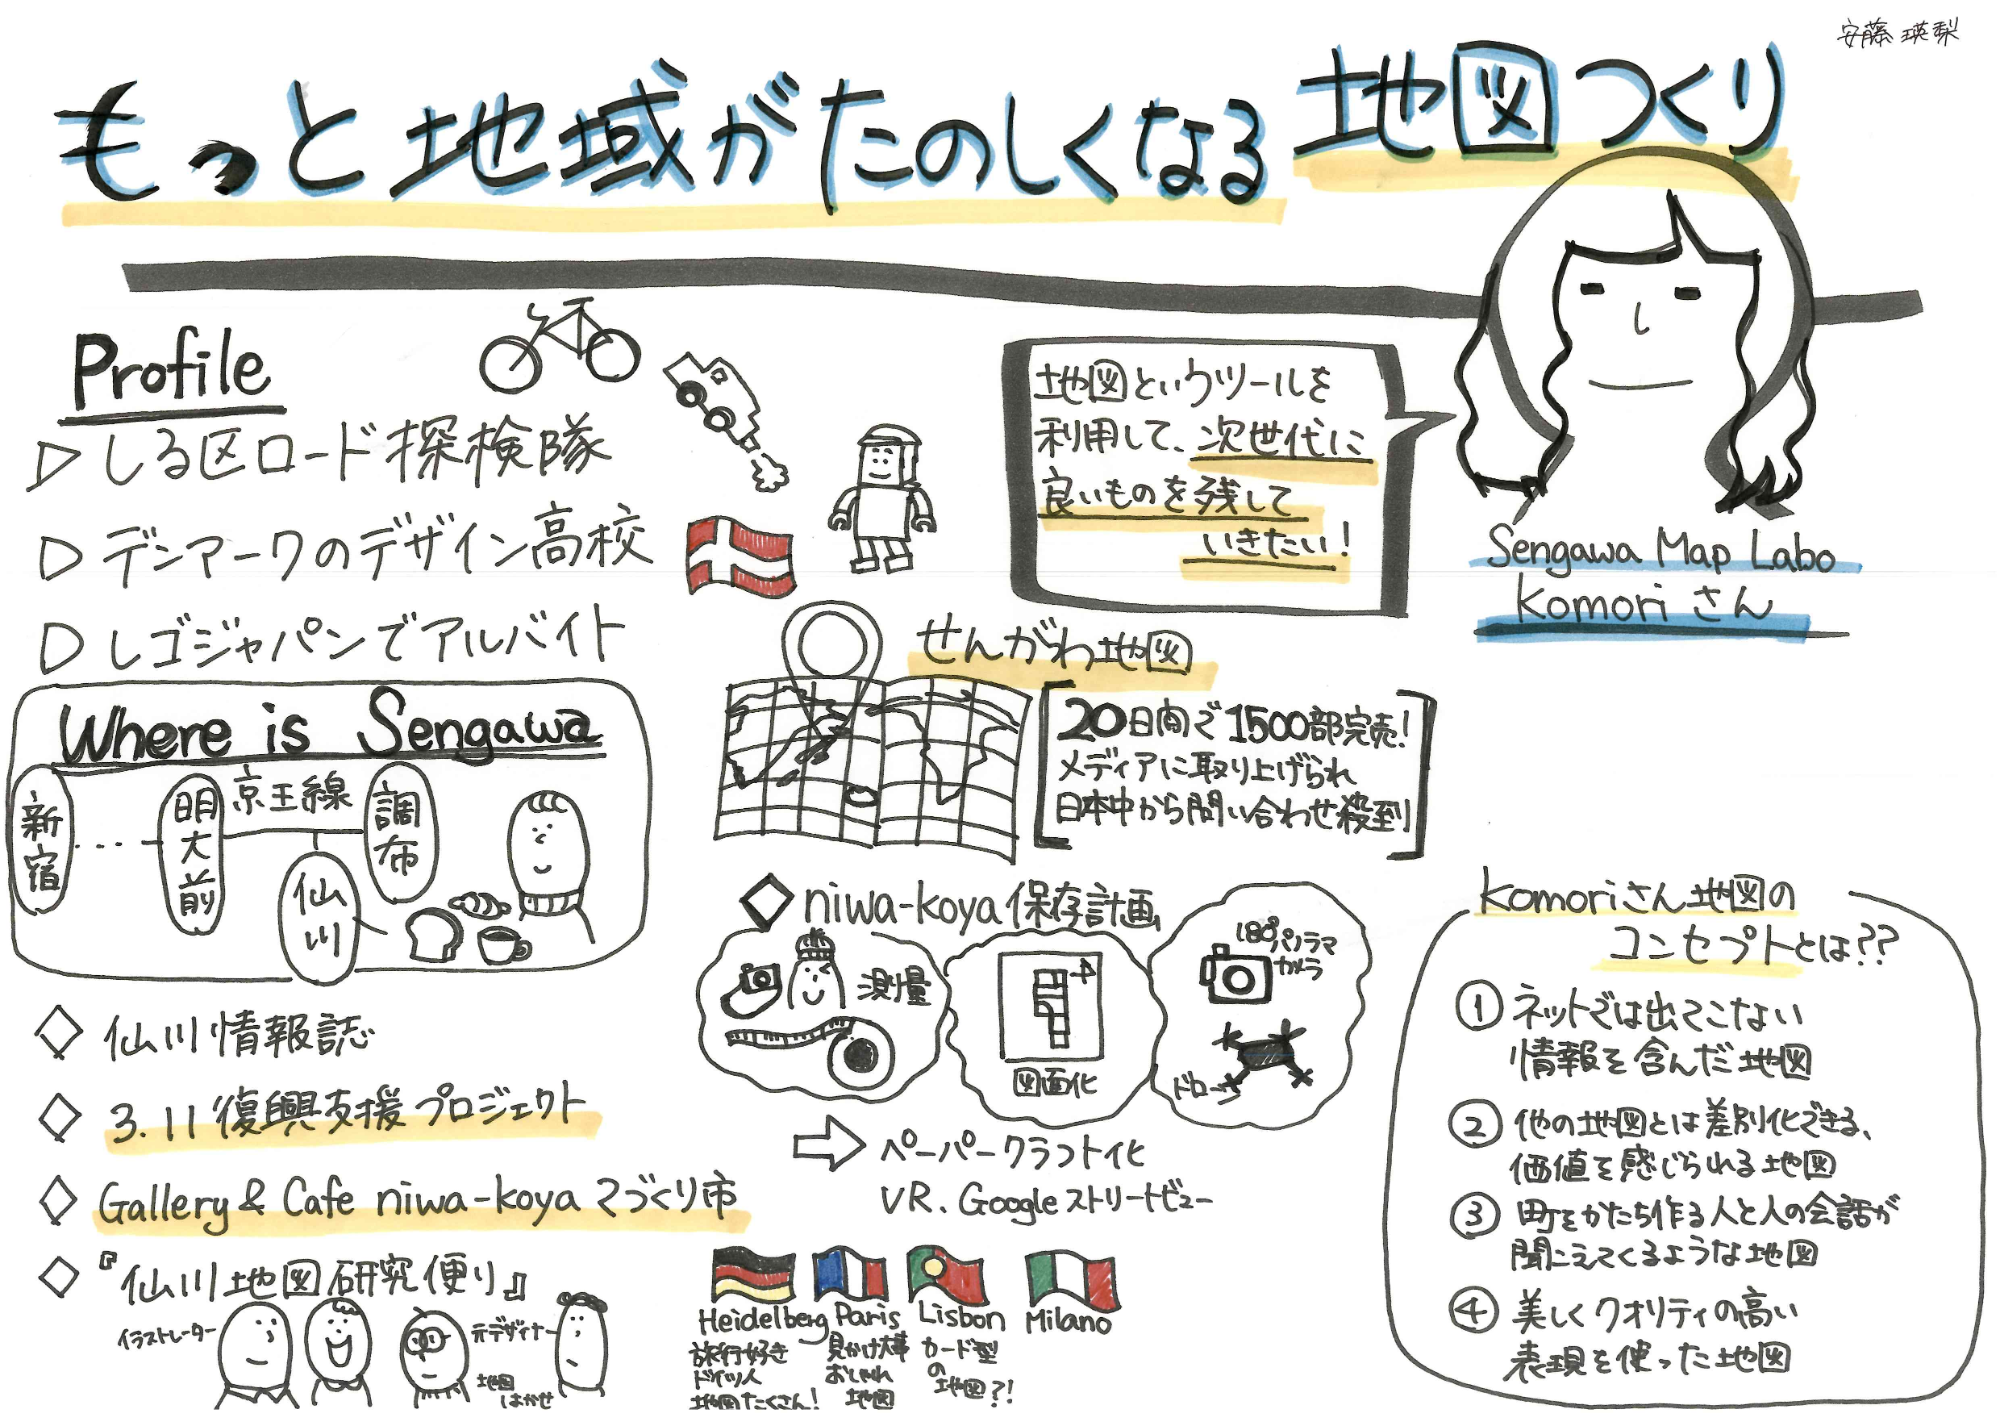 安藤 瑛梨
もっと地域がたのしくなる地図つくり
Profile
▷ しる区ロード探検隊
▷ デンマークのデザイン高校
▷ レゴジャパンでアルバイト
地図というツールを
利用して、次世代に
良いものを残して
いきたい!
Sengawa Map Labo
Komoriさん
Where is Sengawa
新宿
明大前
京王線
調布
仙川
せんがわ地図
20日間で1500部完売!
メディアに取り上げられ
日本中から問い合わせ殺到
◇ 仙川情報誌
◇ 3.11復興支援プロジェクト
◇ Gallery & Cafe niwa-koya てづくり市
◇ 『仙川地図研究便り』
イラストレーター
元デザイナー
地図
はかせ
◇ niwa-koya保存計画
測量
図面化
180°パノラマ
カメラ
ドローン
⇨ ペーパークラフト化
VR. Googleストリートビュー
Heidelberg
旅行好き
ドイツ人
地図たくさん!
Paris
見かけ大事
おしゃれ
地図
Lisbon
カード型
の
地図?!
Milano
Komoriさん地図の
コンセプトとは??
① ネットでは出てこない
情報を含んだ地図
② 他の地図とは差別化できる、
価値を感じられる地図
③ 町をかたち作る人と人の会話が
聞こえてくるような地図
④ 美しくクオリティの高い
表現を使った地図